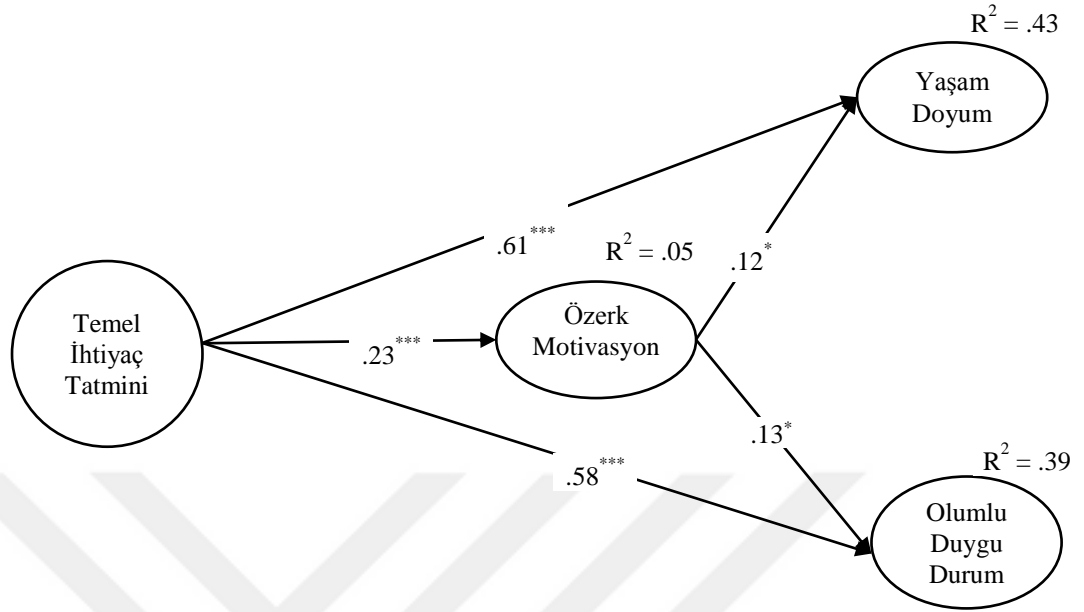 R² = .43
Yaşam
Doyum
.61***
R² = .05
.12*
Temel
İhtiyaç
Tatmini
.23***
Özerk
Motivasyon
.13*
.58***
R² = .39
Olumlu
Duygu
Durum